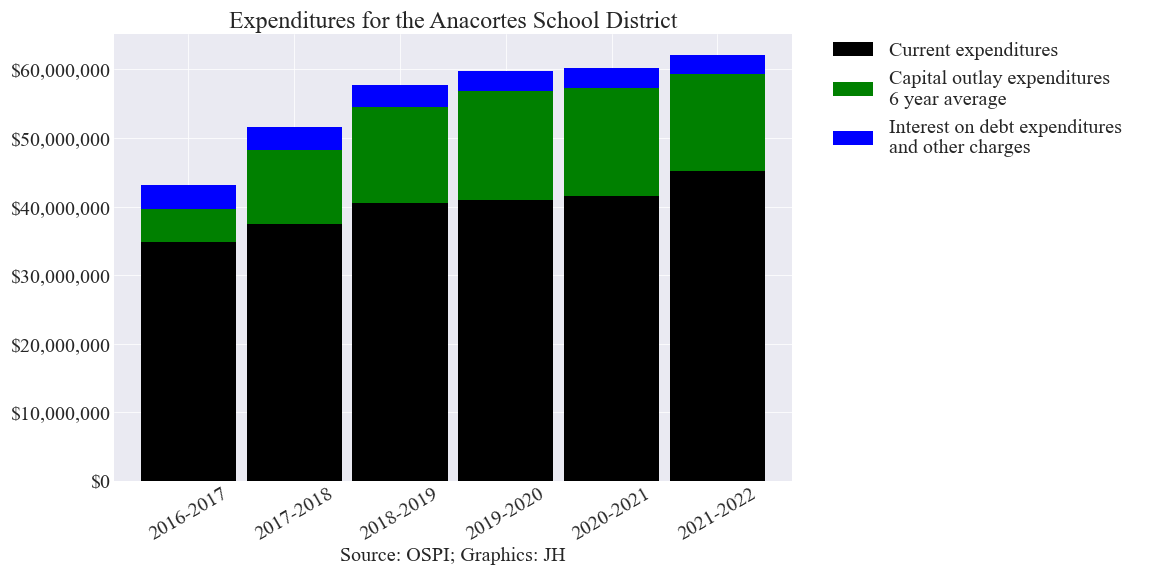 Expenditures for the Anacortes School District
Current expenditures
Capital outlay expenditures
6 year average
Interest on debt expenditures
and other charges
$60,000,000
$50,000,000
$40,000,000
$30,000,000
$20,000,000
$10,000,000
$0
2016-2017
2017-2018
2018-2019
2019-2020
2020-2021
2021-2022
Source: OSPI; Graphics: JH